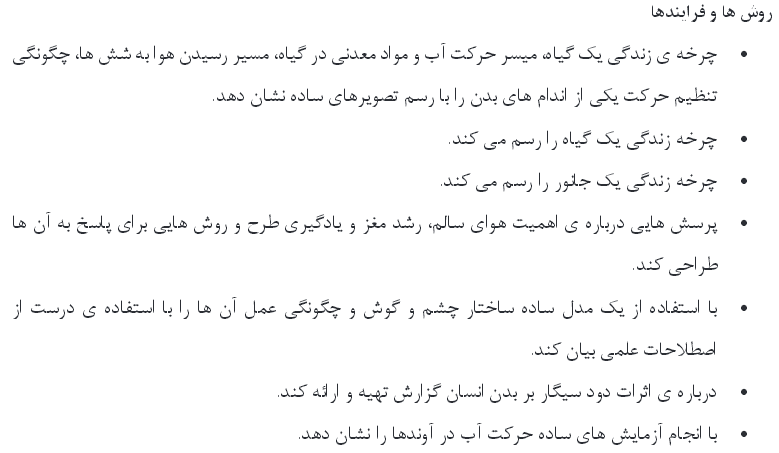 روش ها و فرایندها
• چرخه ی زندگی یک گیاه، میسر حرکت آب و مواد معدنی در گیاه، مسیر رسیدن هوا به شش ها، چگونگی
تنظیم حرکت یکی از اندام های بدن را با رسم تصویرهای ساده نشان دهد.
• چرخه زندگی یک گیاه را رسم می کند.
• چرخه زندگی یک جانور را رسم می کند.
• پرسش هایی درباره ی اهمیت هوای سالم، رشد مغز و یادگیری طرح و روش هایی برای پاسخ به آن ها
طراحی کند.
• با استفاده از یک مدل ساده ساختار چشم و گوش و چگونگی عمل آن ها را با استفاده ی درست از
اصطلاحات علمی بیان کند.
• درباره ی اثرات دود سیگار بر بدن انسان گزارش تهیه و ارائه کند.
• با انجام آزمایش های ساده حرکت آب در آوندها را نشان دهد.